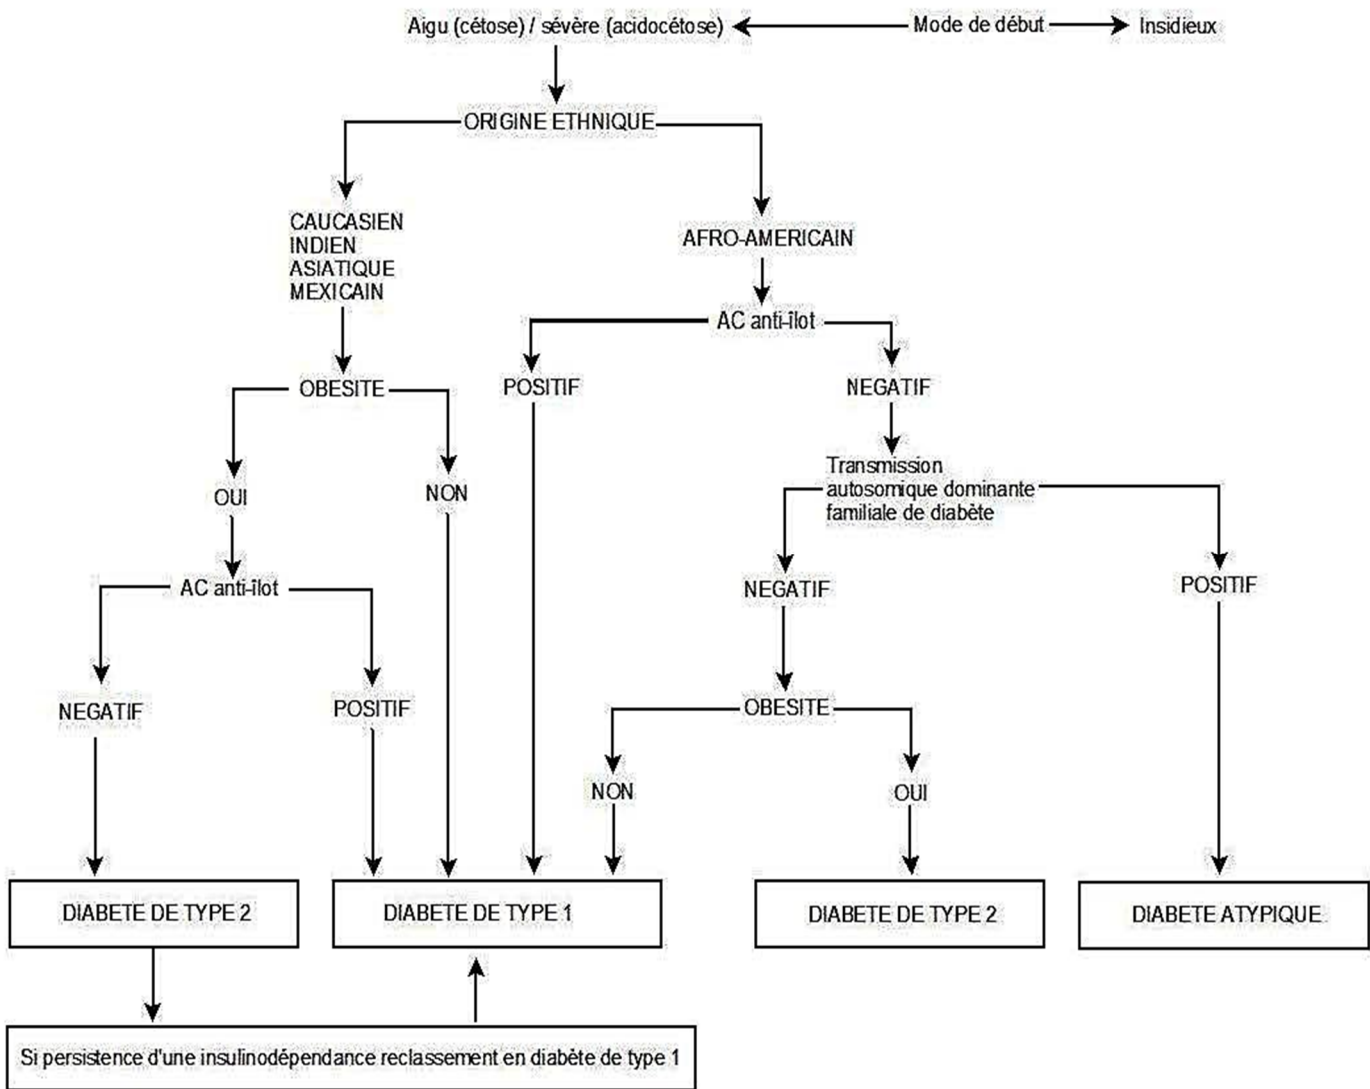 Aigu (cétose) / sévère (acidocétose)
Mode de début
Insidieux
ORIGINE ETHNIQUE
CAUCASIEN
INDIEN
ASIATIQUE
MEXICAIN
AFRO-AMERICAIN
AC anti-îlot
OBESITE
POSITIF
NEGATIF
OUI
NON
Transmission
autosomique dominante
familiale de diabète
AC anti-îlot
NEGATIF
POSITIF
NEGATIF
POSITIF
OBESITE
NON
OUI
DIABETE DE TYPE 2
DIABETE DE TYPE 1
DIABETE DE TYPE 2
DIABETE ATYPIQUE
Si persistence d'une insulinodépendance reclassement en diabète de type 1